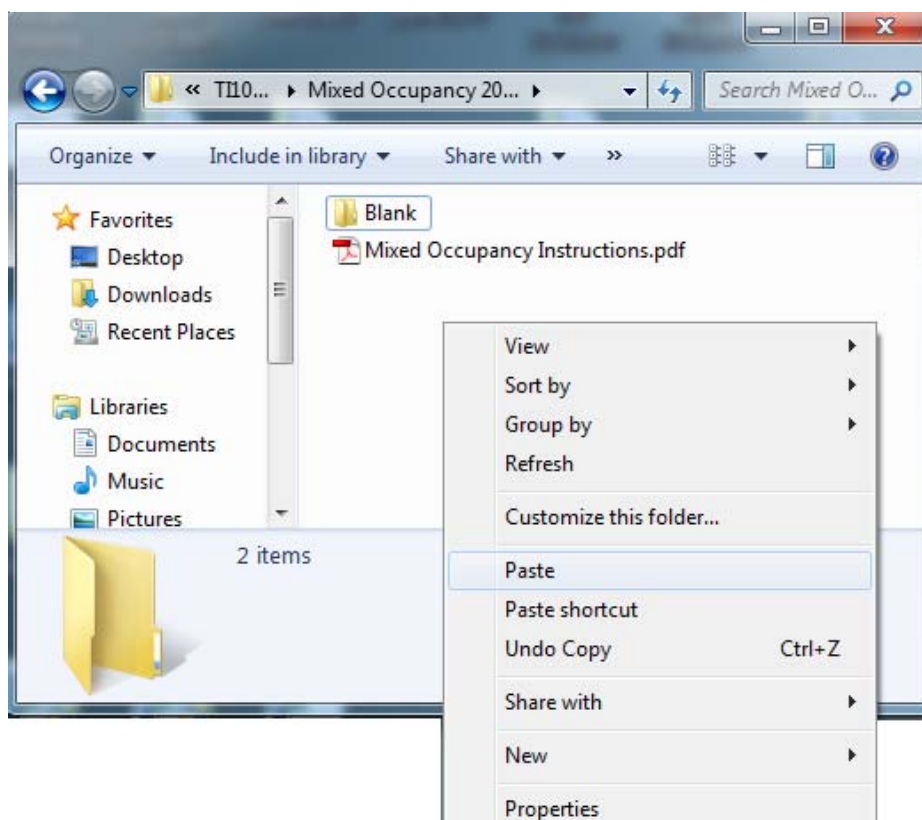 « TI10... ▸ Mixed Occupancy 20... ▸ Search Mixed O...
Organize Include in library Share with »
Favorites
Desktop
Downloads
Recent Places
Libraries
Documents
Music
Pictures
Blank
Mixed Occupancy Instructions.pdf
2 items
View
Sort by
Group by
Refresh
Customize this folder...
Paste
Paste shortcut
Undo Copy Ctrl+Z
Share with
New
Properties